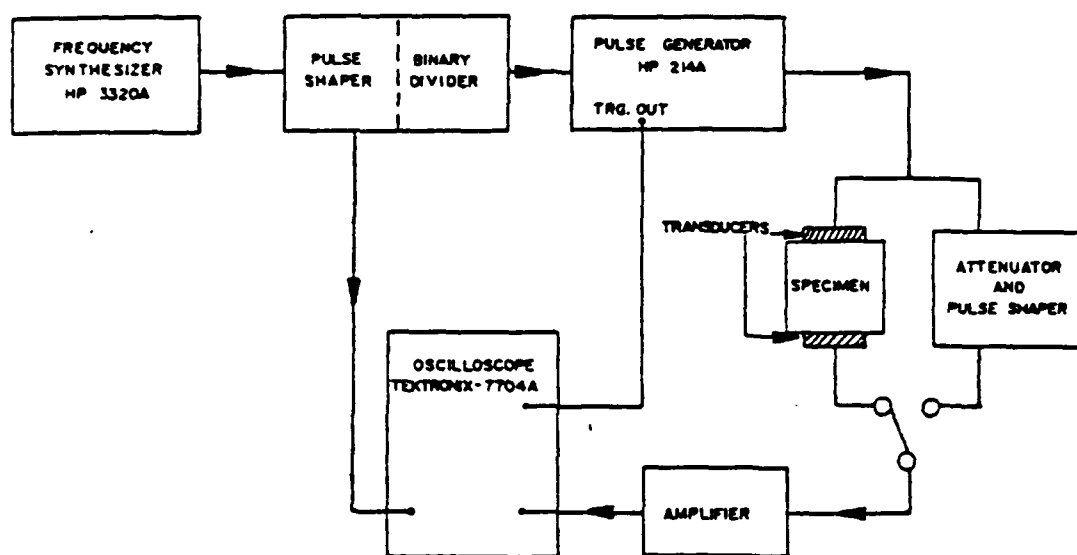 FREQUENCY
SYNTHESIZER
HP 3320A
PULSE
SHAPER
BINARY
DIVIDER
PULSE GENERATOR
HP 214A
TRG. OUT
TRANSDUCERS
SPECIMEN
ATTENUATOR
AND
PULSE SHAPER
OSCILLOSCOPE
TEKTRONIX-7704A
AMPLIFIER